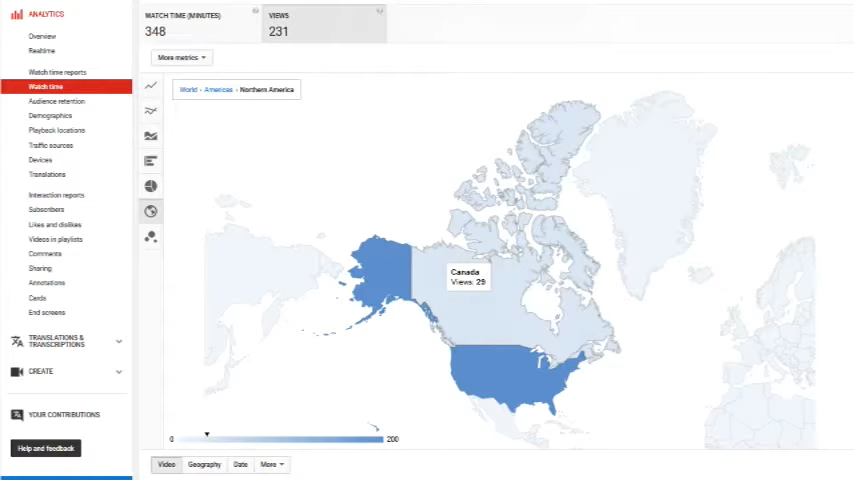 ANALYTICS
Overview
Realtime
Watch time reports
Watch time
Audience retention
Demographics
Playback locations
Traffic sources
Devices
Translations
Interaction reports
Subscribers
Likes and dislikes
Videos in playlists
Comments
Sharing
Annotations
Cards
End screens
TRANSLATIONS &
TRANSCRIPTIONS
CREATE
YOUR CONTRIBUTIONS
Help and feedback
WATCH TIME (MINUTES)
348
VIEWS
231
More metrics
World › Americas › Northern America
Canada
Views: 29
0
200
Video Geography Date More